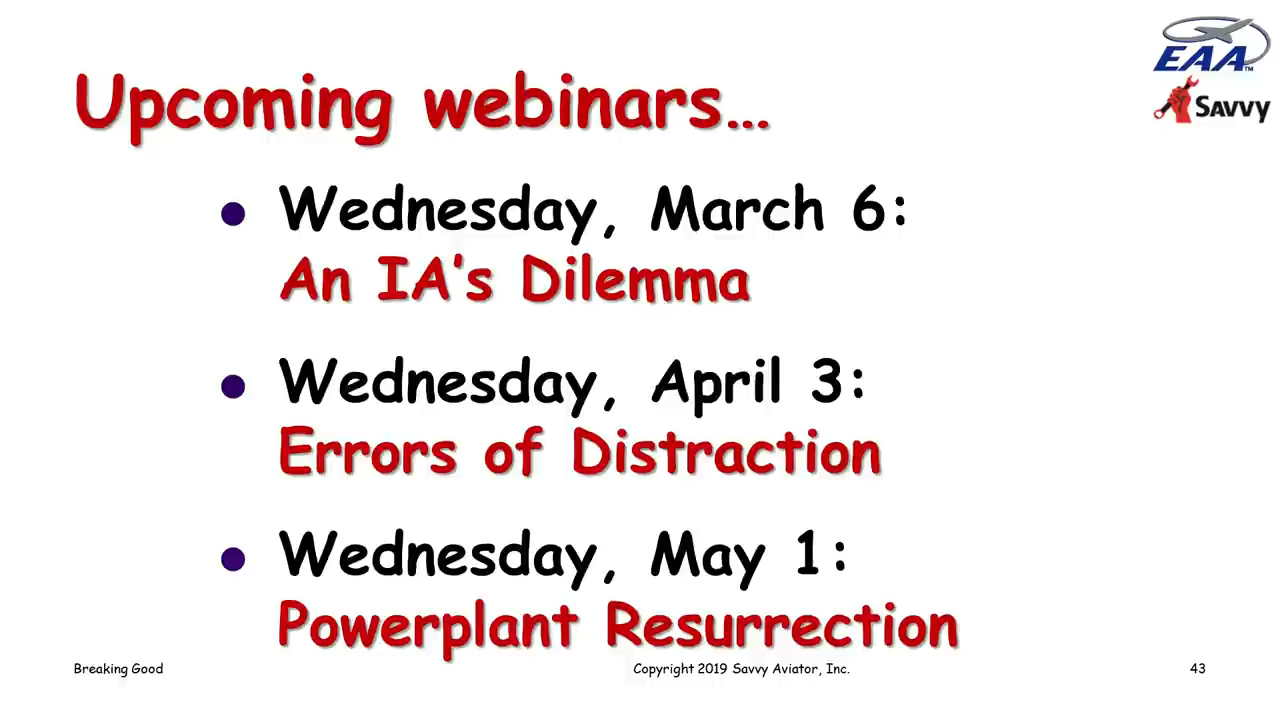 EAA™
Savvy
Upcoming webinars…
Wednesday, March 6:
An IA's Dilemma
Wednesday, April 3:
Errors of Distraction
Wednesday, May 1:
Powerplant Resurrection
Breaking Good
Copyright 2019 Savvy Aviator, Inc.
43